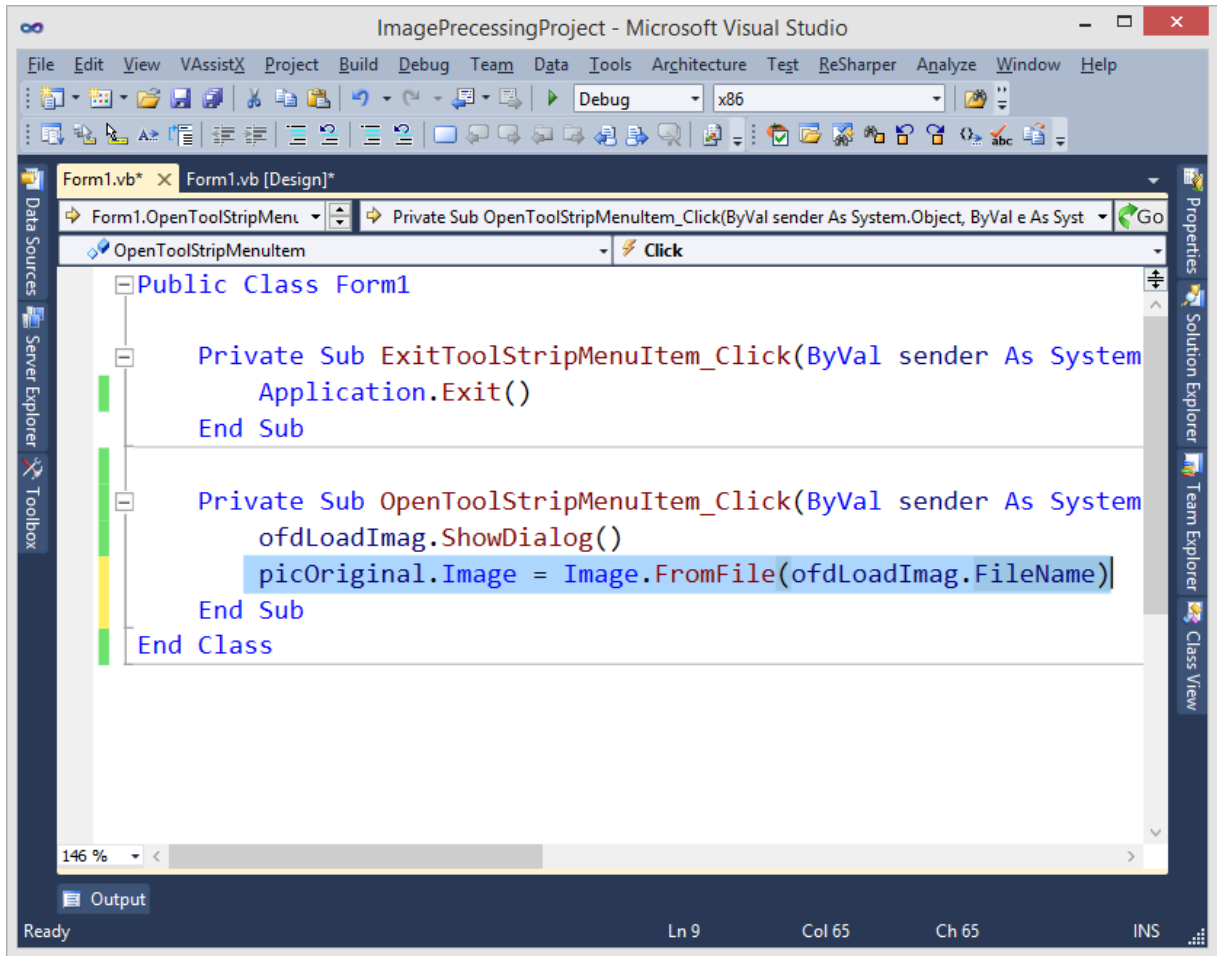 ImagePrecessingProject - Microsoft Visual Studio
File Edit View VAssistX Project Build Debug Team Data Tools Architecture Test ReSharper Analyze Window Help
Debug x86
Form1.vb* Form1.vb [Design]*
Form1.OpenToolStripMenu Private Sub OpenToolStripMenuItem_Click(ByVal sender As System.Object, ByVal e As Syst Go
OpenToolStripMenuItem Click
Public Class Form1
Private Sub ExitToolStripMenuItem_Click(ByVal sender As System
Application.Exit()
End Sub
Private Sub OpenToolStripMenuItem_Click(ByVal sender As System
ofdLoadImag.ShowDialog()
picOriginal.Image = Image.FromFile(ofdLoadImag.FileName)
End Sub
End Class
146 %
Data Sources
Server Explorer
Toolbox
Properties
Solution Explorer
Team Explorer
Class View
Output
Ready Ln 9 Col 65 Ch 65 INS